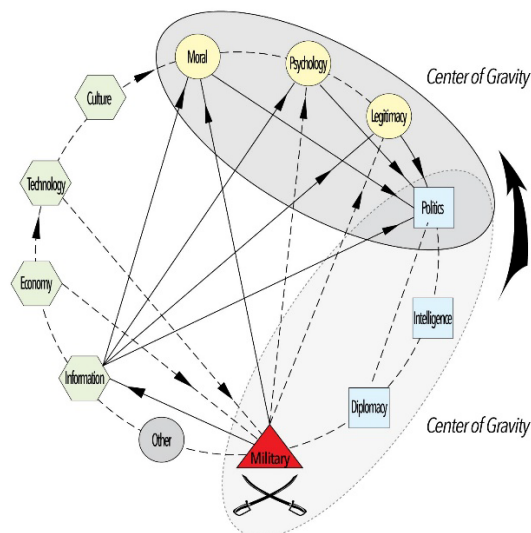 Moral
Psychology
Center of Gravity
Culture
Legitimacy
Technology
Politics
Economy
Intelligence
Information
Diplomacy
Center of Gravity
Other
Military